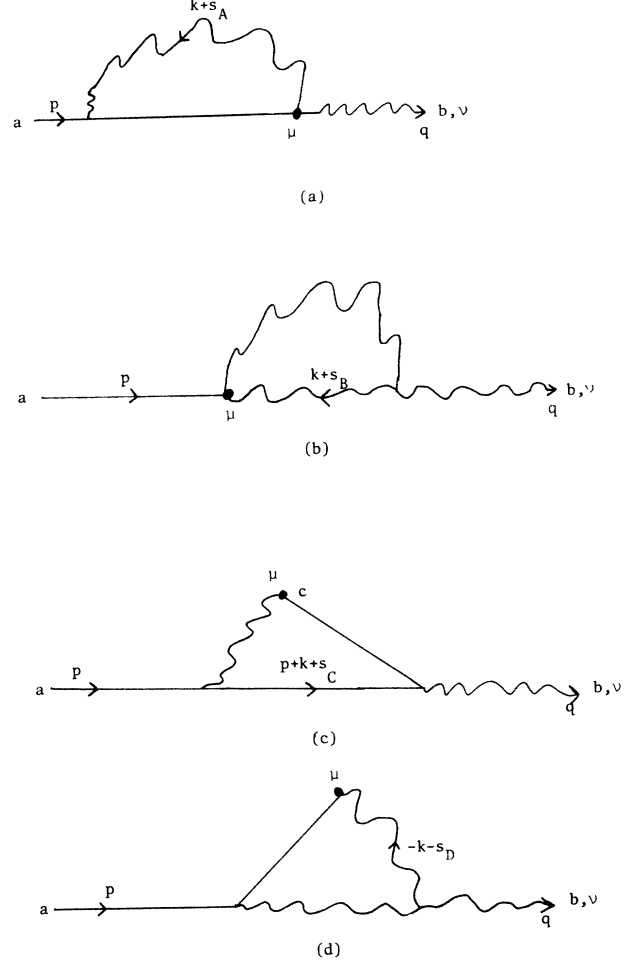 k+s_A
p
a
b,ν
μ
q
(a)
k+s_B
p
a
b,ν
μ
q
(b)
μ
c
p
p+k+s_C
a
b,ν
q
(c)
μ
-k-s_D
p
a
b,ν
q
(d)